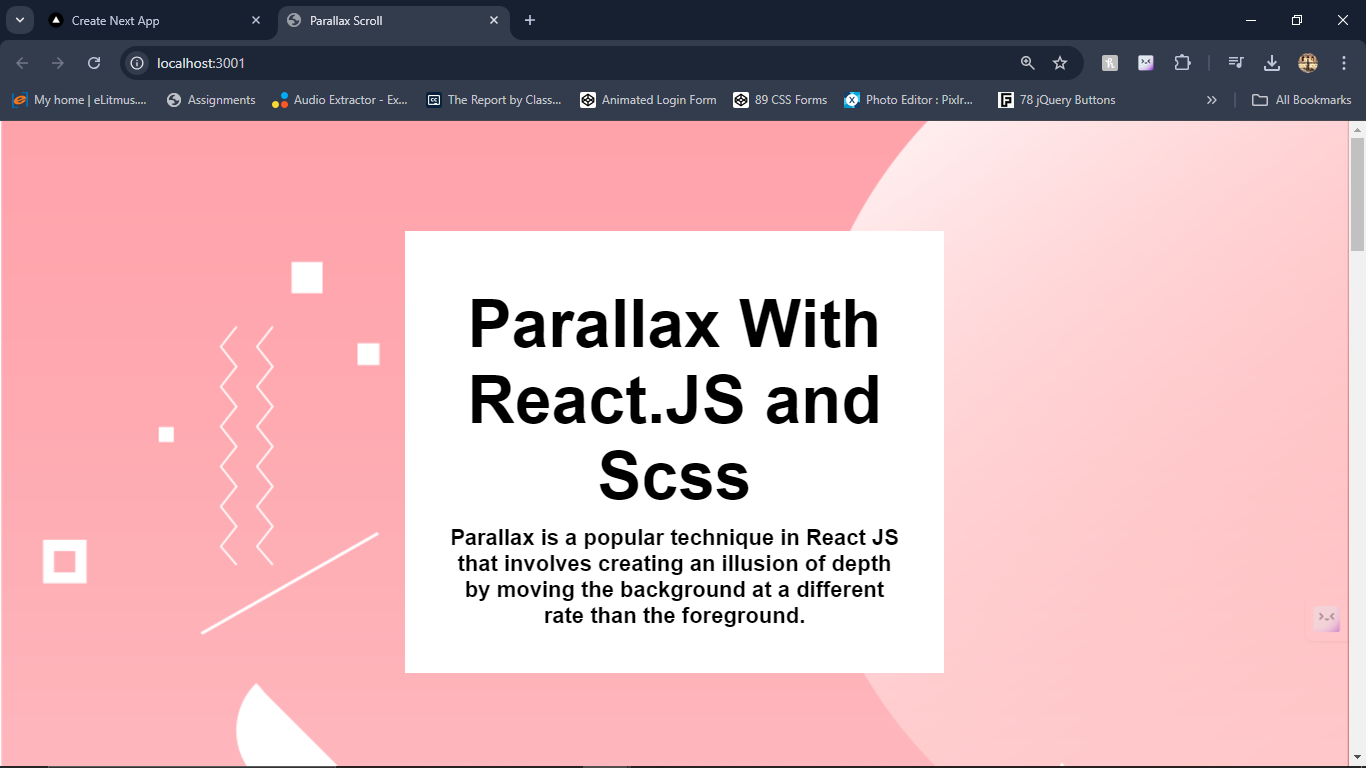 Create Next App
Parallax Scroll
localhost:3001
My home | eLitmus....
Assignments
Audio Extractor - Ex...
The Report by Class...
Animated Login Form
89 CSS Forms
Photo Editor : Pixlr...
78 jQuery Buttons
All Bookmarks
Parallax With
React.JS and
Scss
Parallax is a popular technique in React JS
that involves creating an illusion of depth
by moving the background at a different
rate than the foreground.